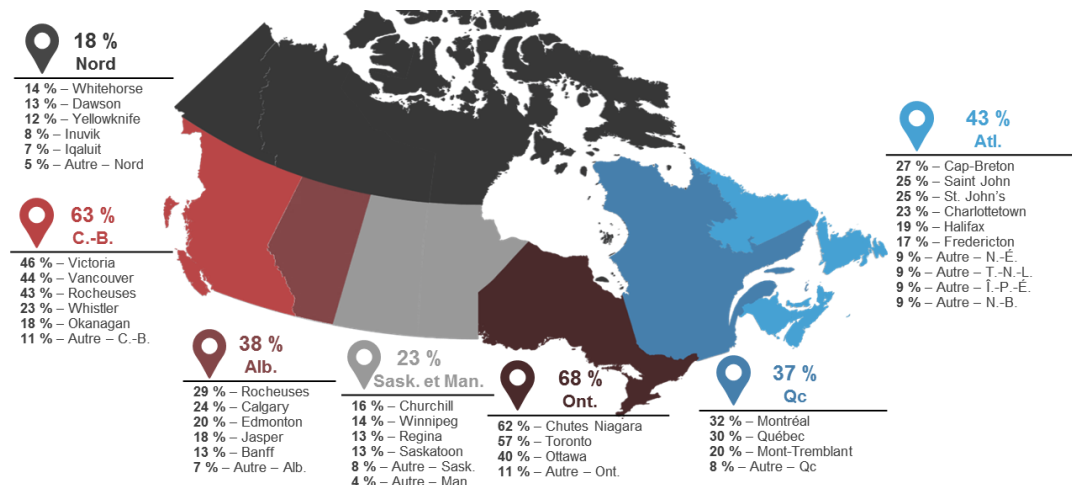 18 %
Nord
14 % – Whitehorse
13 % – Dawson
12 % – Yellowknife
8 % – Inuvik
7 % – Iqaluit
5 % – Autre – Nord
63 %
C.-B.
46 % – Victoria
44 % – Vancouver
43 % – Rocheuses
23 % – Whistler
18 % – Okanagan
11 % – Autre – C.-B.
38 %
Alb.
29 % – Rocheuses
24 % – Calgary
20 % – Edmonton
18 % – Jasper
13 % – Banff
7 % – Autre – Alb.
23 %
Sask. et Man.
16 % – Churchill
14 % – Winnipeg
13 % – Regina
13 % – Saskatoon
8 % – Autre – Sask.
4 % – Autre – Man.
68 %
Ont.
62 % – Chutes Niagara
57 % – Toronto
40 % – Ottawa
11 % – Autre – Ont.
37 %
Qc
32 % – Montréal
30 % – Québec
20 % – Mont-Tremblant
8 % – Autre – Qc
43 %
Atl.
27 % – Cap-Breton
25 % – Saint John
25 % – St. John’s
23 % – Charlottetown
19 % – Halifax
17 % – Fredericton
9 % – Autre – N.-É.
9 % – Autre – T.-N.-L.
9 % – Autre – Î.-P.-É.
9 % – Autre – N.-B.